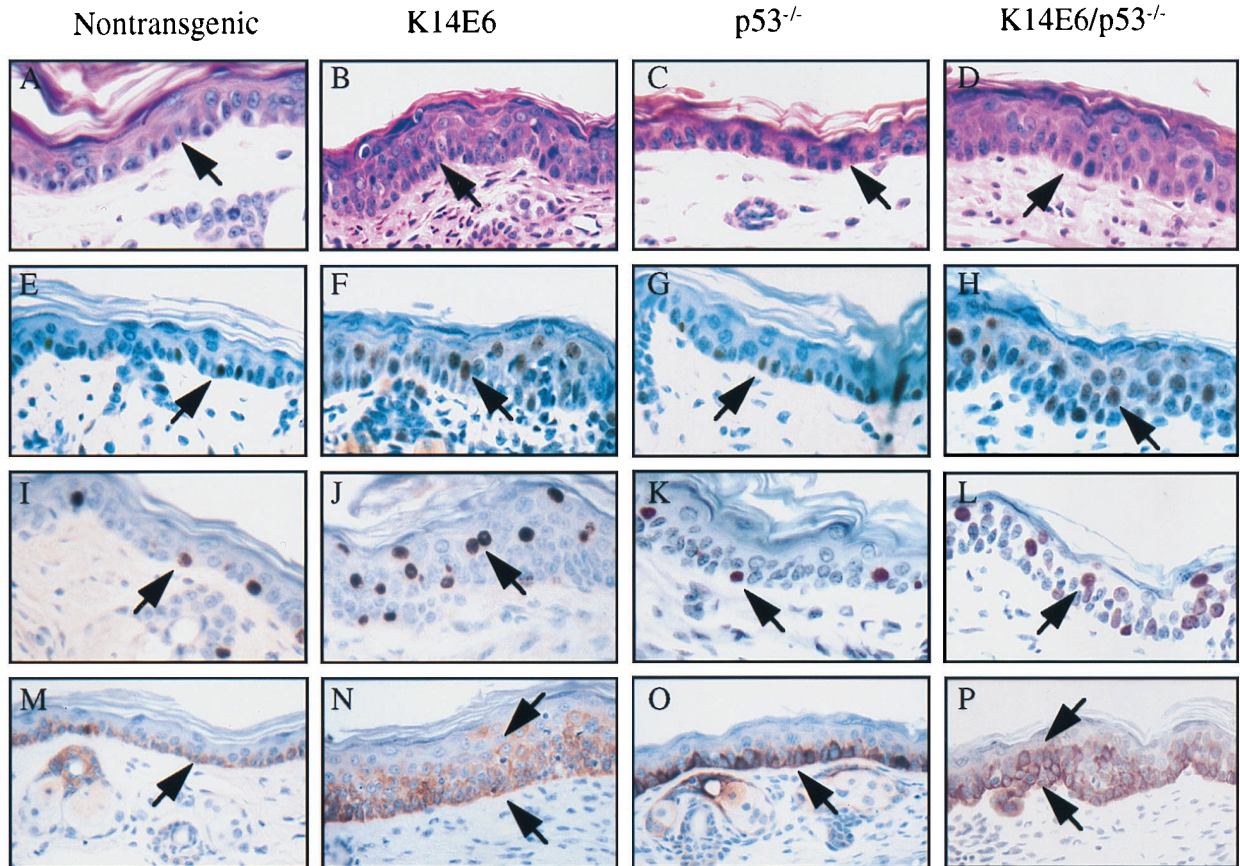 Nontransgenic K14E6 p53-/- K14E6/p53-/-
A B C D
E F G H
I J K L
M N O P